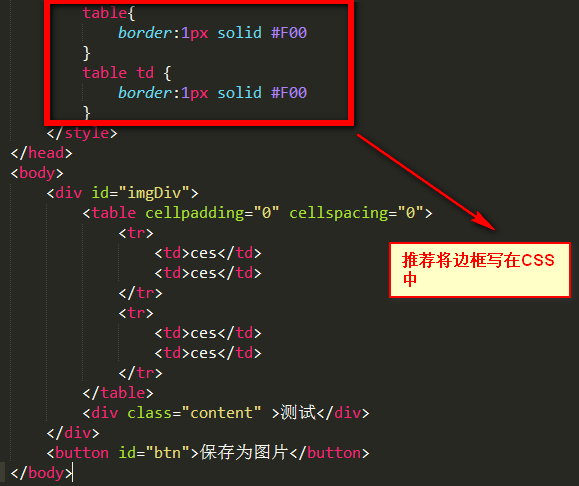 table{
border:1px solid #F00
}
table td {
border:1px solid #F00
}
</style>
</head>
<body>
<div id="imgDiv">
<table cellpadding="0" cellspacing="0">
<tr>
<td>ces</td>
<td>ces</td>
</tr>
<tr>
<td>ces</td>
<td>ces</td>
</tr>
</table>
<div class="content" >测试</div>
</div>
<button id="btn">保存为图片</button>
</body>
推荐将边框写在CSS
中